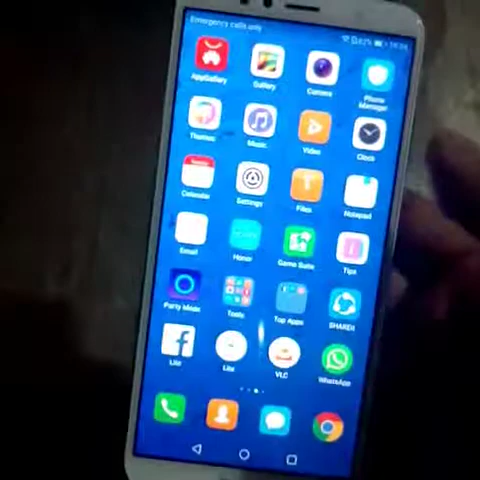 Emergency calls only
AppGallery Gallery Camera Phone Manager
Themes Music Video Clock
Calendar Settings Files Notepad
Email Honor Game Suite Tips
Party Mode Tools Top Apps SHAREit
Lite Lite VLC WhatsApp